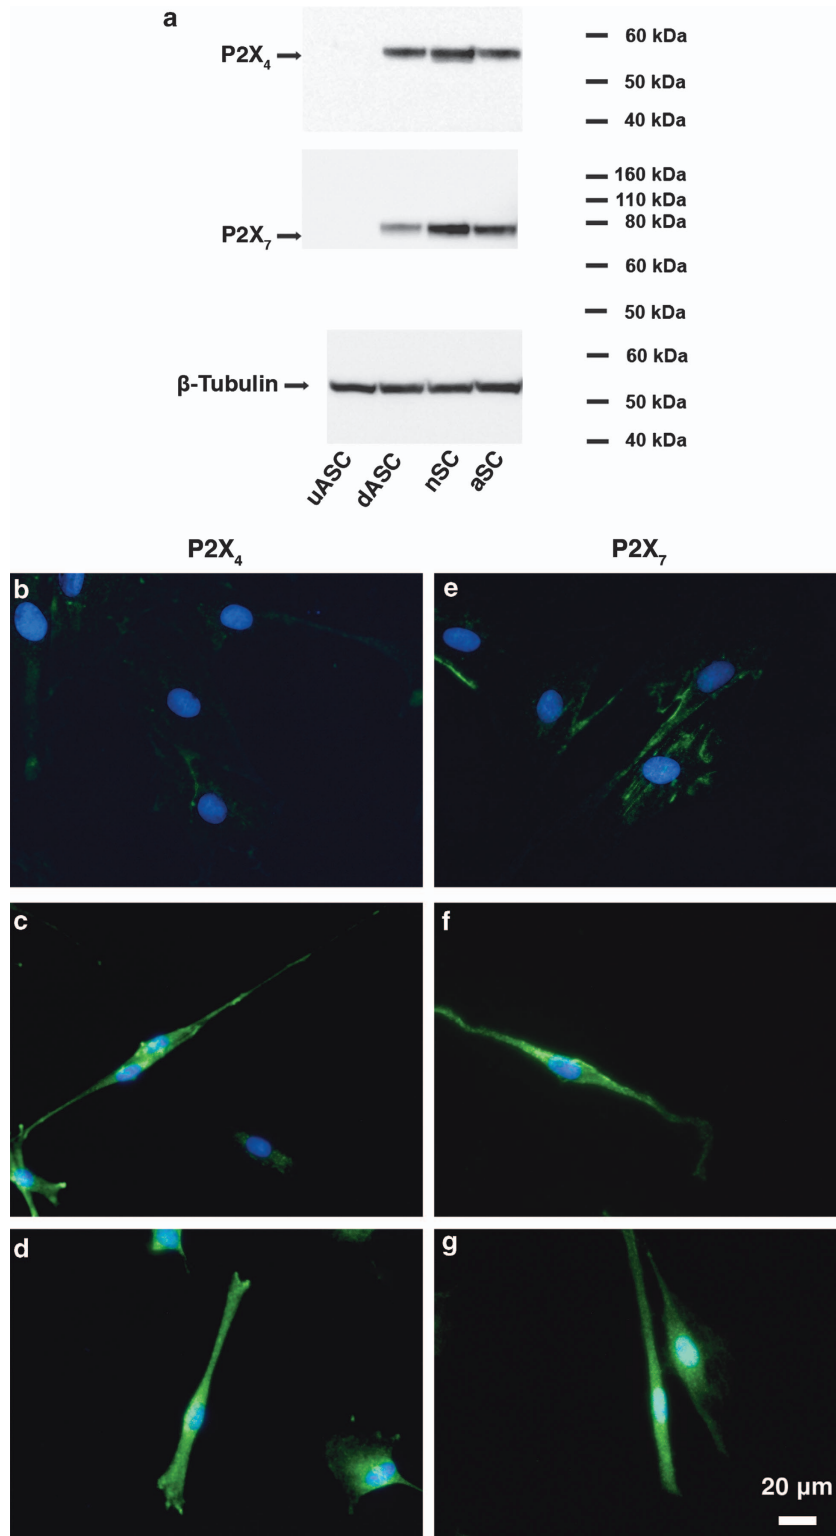 a
P2X4
60 kDa
50 kDa
40 kDa
P2X7
160 kDa
110 kDa
80 kDa
60 kDa
50 kDa
β-Tubulin
60 kDa
50 kDa
40 kDa
uASC dASC nSC aSC
P2X4 P2X7
b e
c f
d g
20 µm